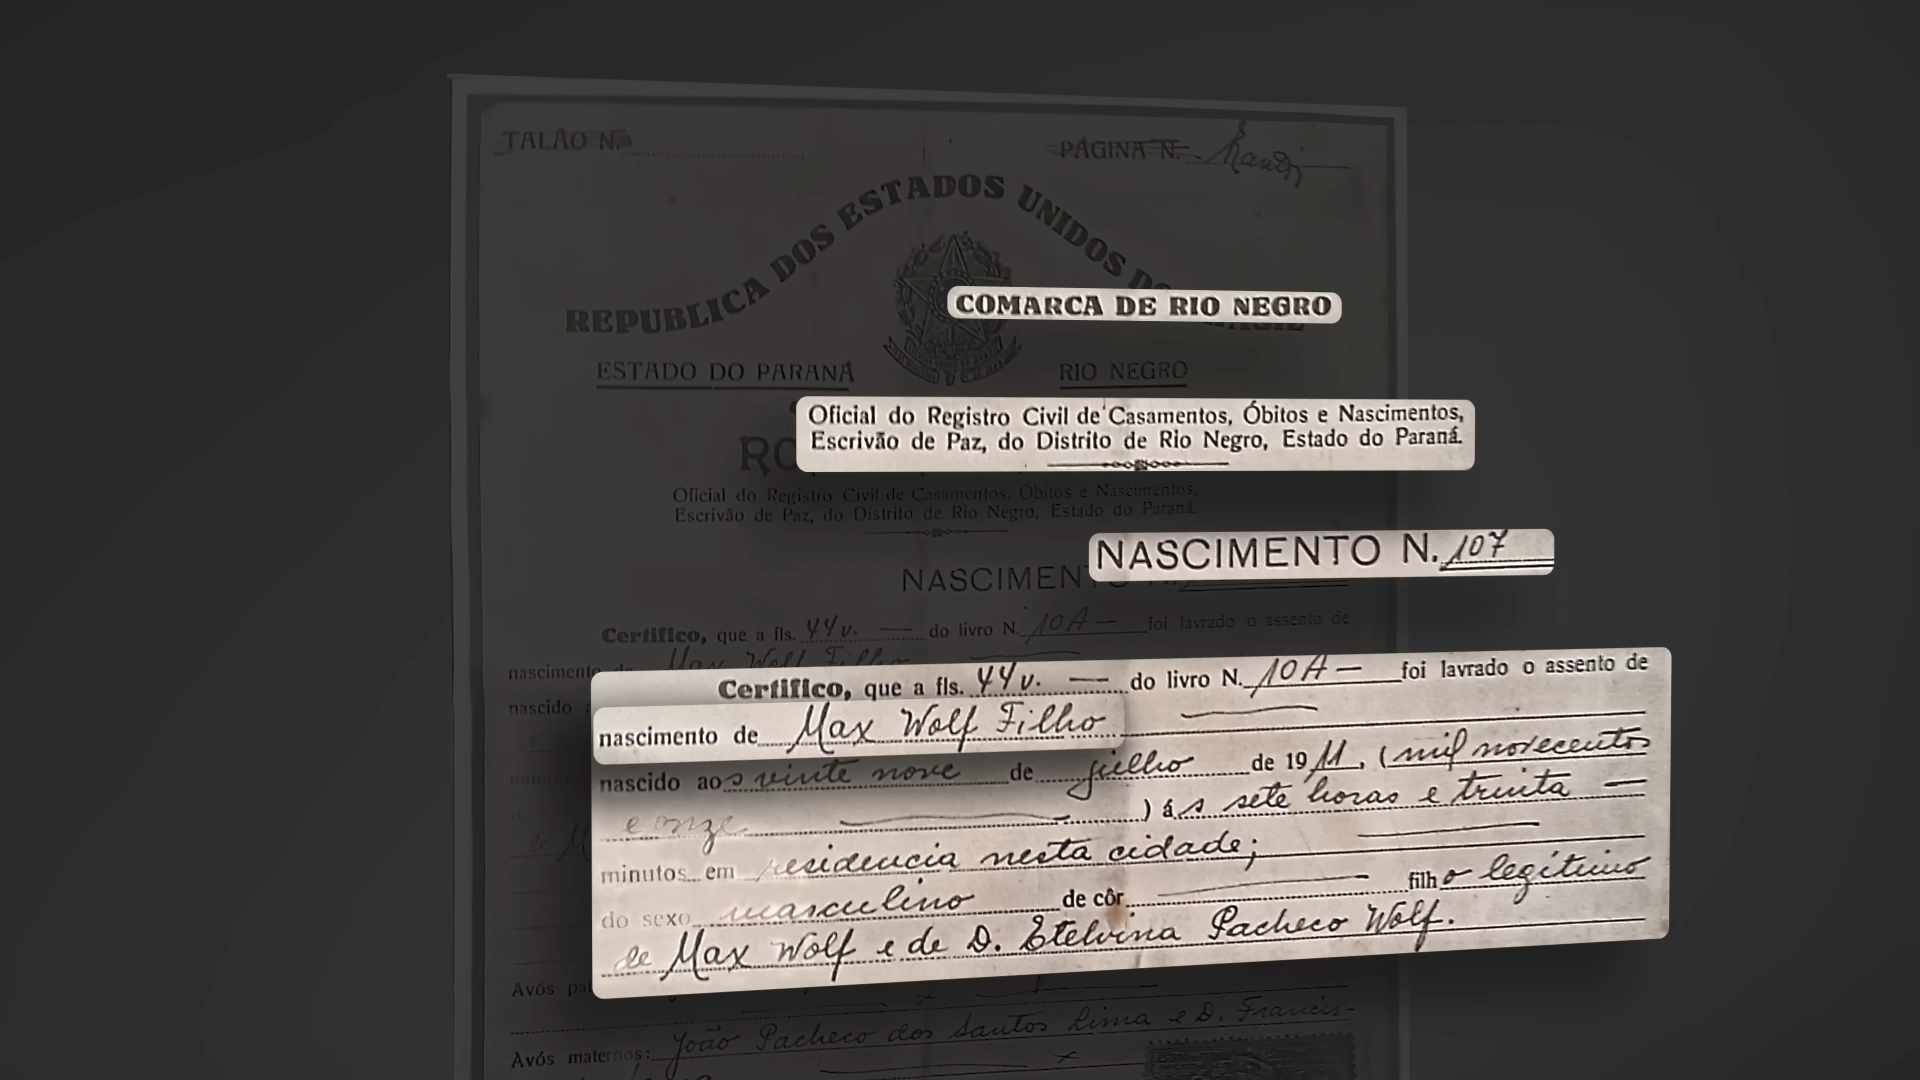 TALÃO N.
PÁGINA N.
REPUBLICA DOS ESTADOS UNIDOS
COMARCA DE RIO NEGRO
ESTADO DO PARANÁ
RIO NEGRO
Oficial do Registro Civil de Casamentos, Óbitos e Nascimentos,
Escrivão de Paz, do Distrito de Rio Negro, Estado do Paraná.
Oficial do Registro Civil de Casamentos, Óbitos e Nascimentos,
Escrivão de Paz, do Distrito de Rio Negro, Estado do Paraná.
NASCIMENTO N. 107
Certifico, que a fls. 44v. — do livro N. 10A — foi lavrado o assento de
Certifico, que a fls. 44v. — do livro N. 10A — foi lavrado o assento de
nascimento de Max Wolf Filho
nascido aos vinte nove de julho de 1911, (mil novecentos
e onze ) ás sete horas e trinta —
minutos em residencia nesta cidade;
do sexo masculino de côr filho legítimo
de Max Wolf e de D. Etelvina Pacheco Wolf.
João Pacheco dos Santos Lima e D. Francis-
Avós maternos: